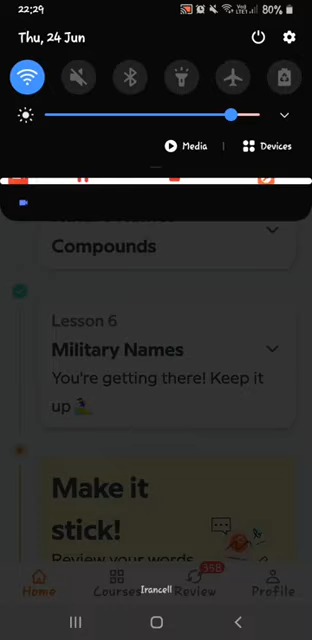 22:29
80%
Thu, 24 Jun
Media
Devices
Compounds
Lesson 6
Military Names
You're getting there! Keep it
up
Make it
stick!
Review your words
358
Home
Courses
Irancell
Review
Profile